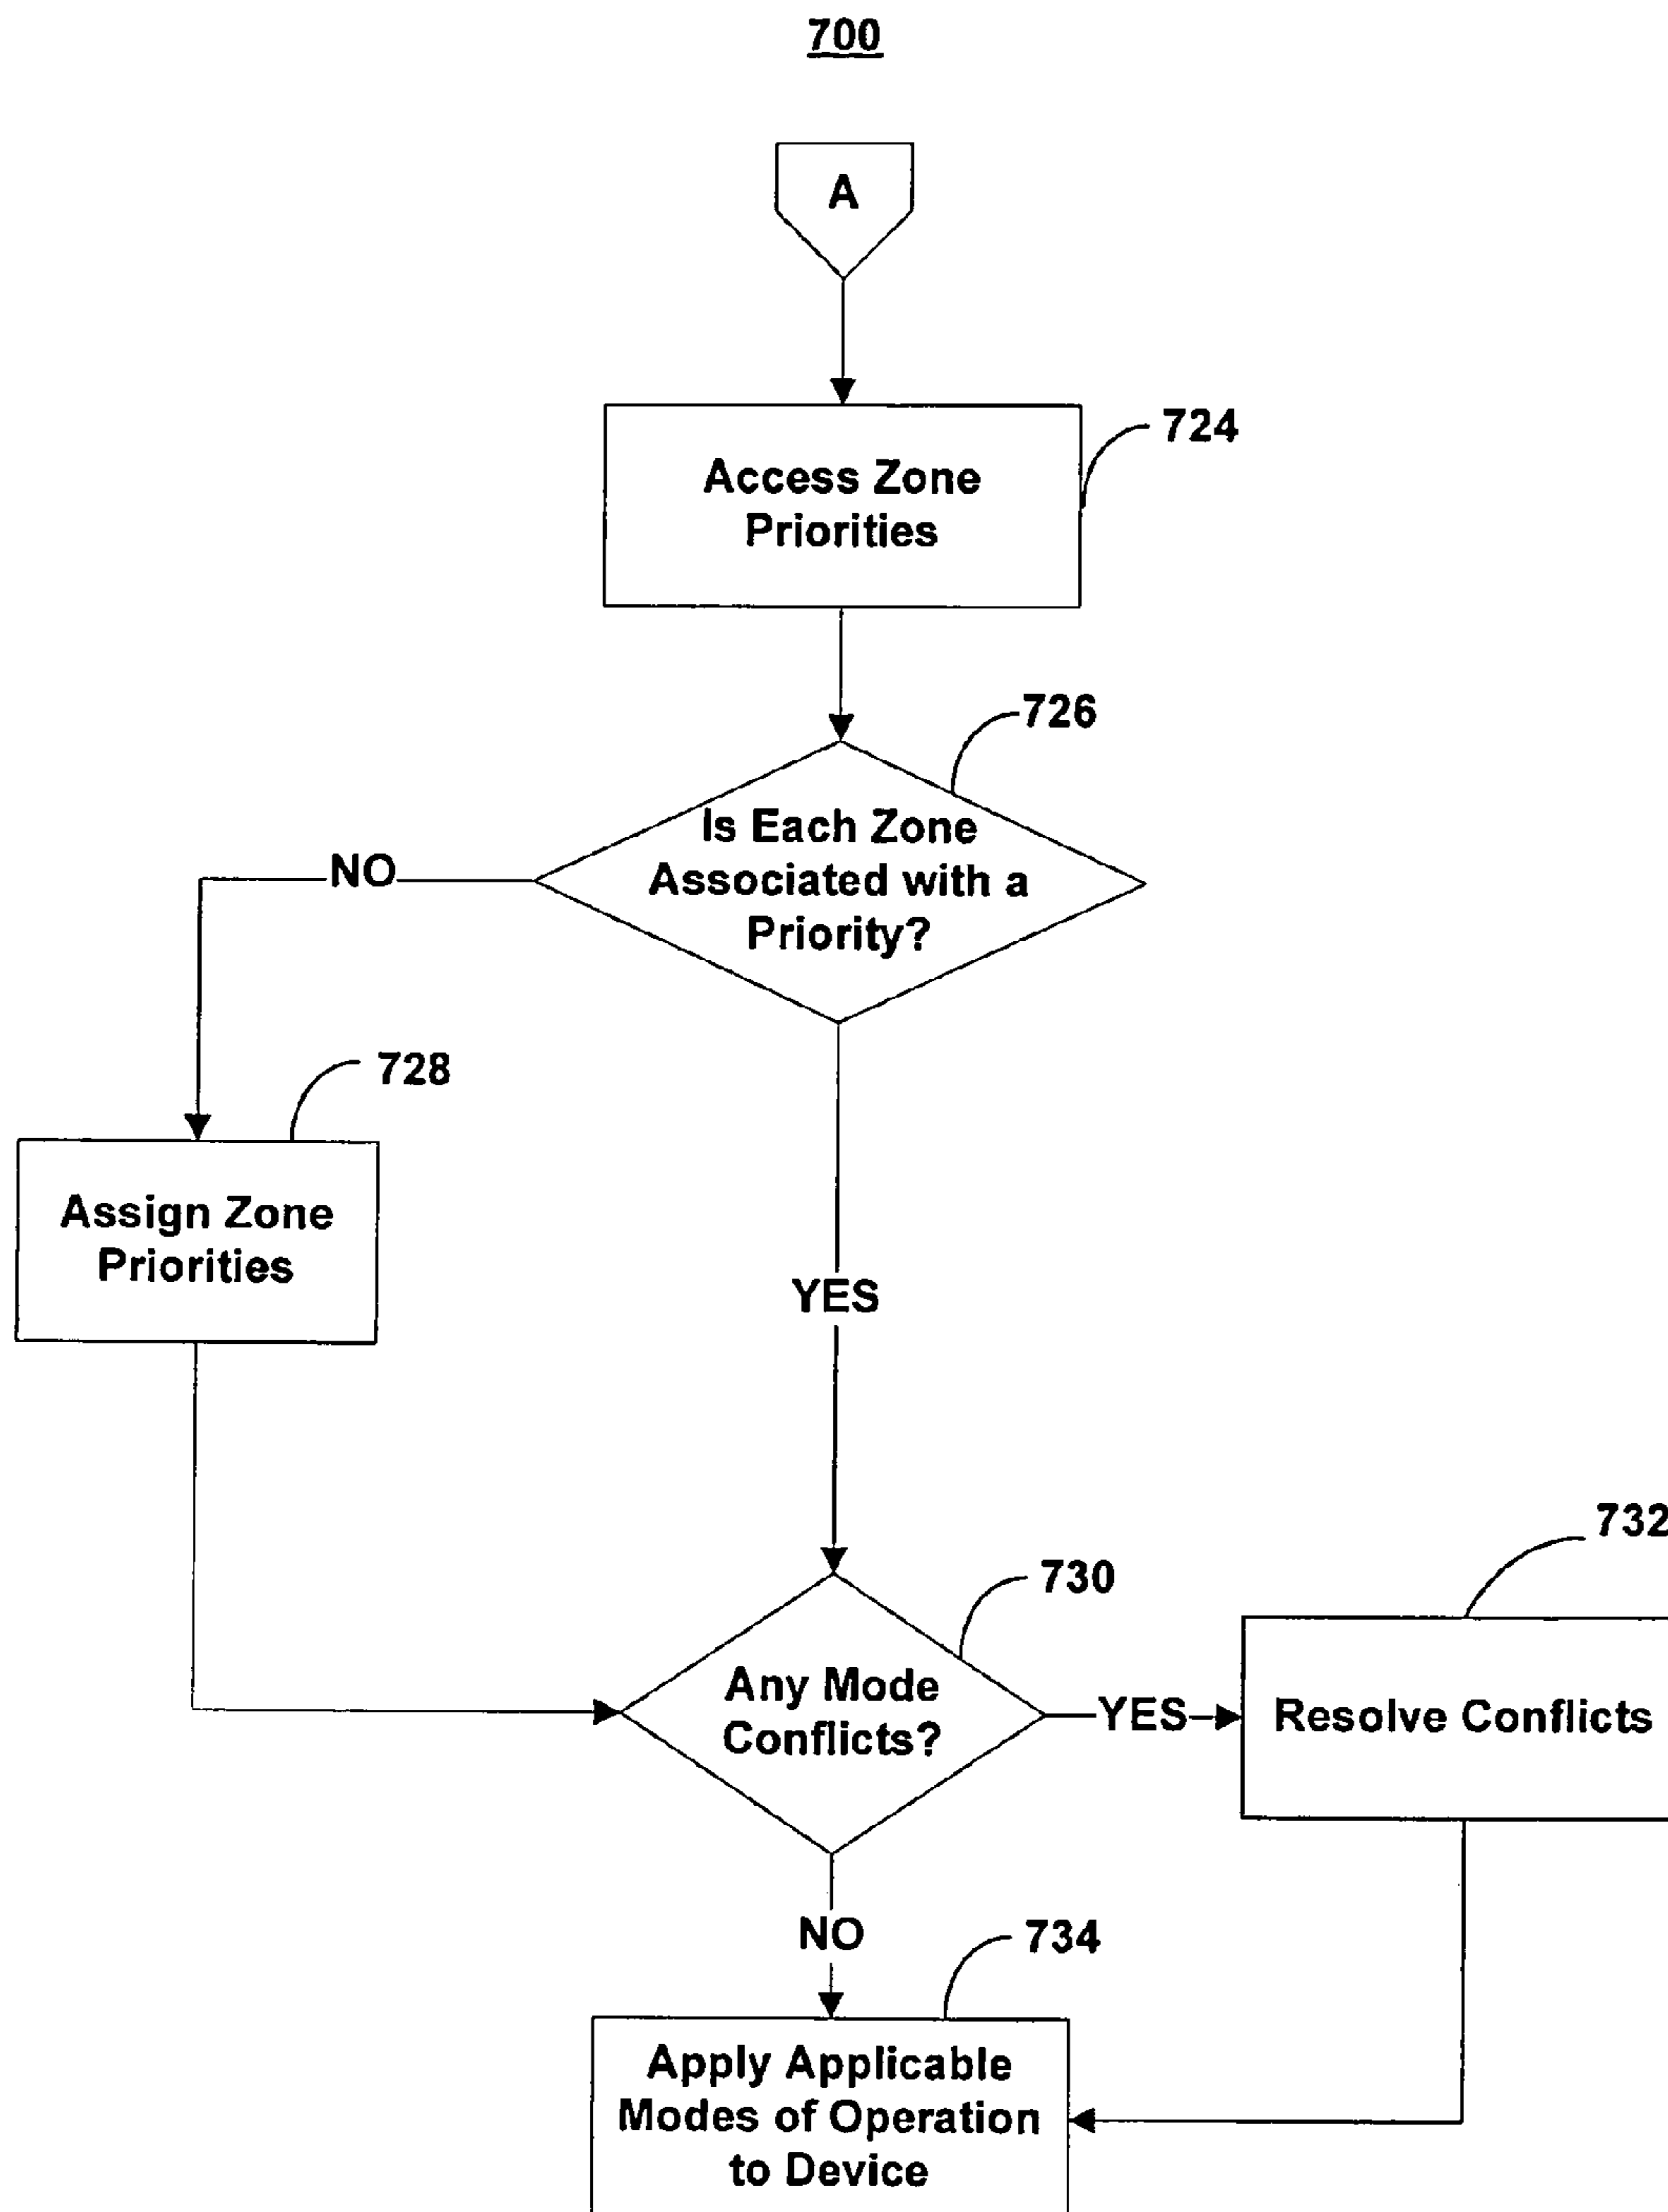 700
A
724
Access Zone
Priorities
726
Is Each Zone
Associated with a
Priority?
NO
728
Assign Zone
Priorities
YES
732
730
Any Mode
Conflicts?
YES
Resolve Conflicts
NO
734
Apply Applicable
Modes of Operation
to Device